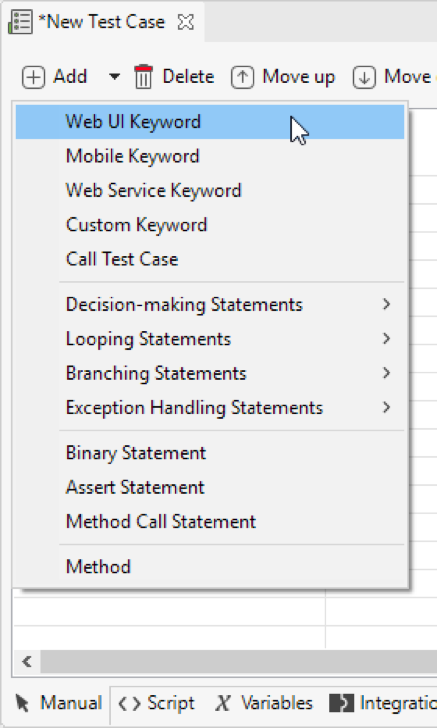 *New Test Case
Add Delete Move up Move
Web UI Keyword
Mobile Keyword
Web Service Keyword
Custom Keyword
Call Test Case
Decision-making Statements
Looping Statements
Branching Statements
Exception Handling Statements
Binary Statement
Assert Statement
Method Call Statement
Method
Manual Script Variables